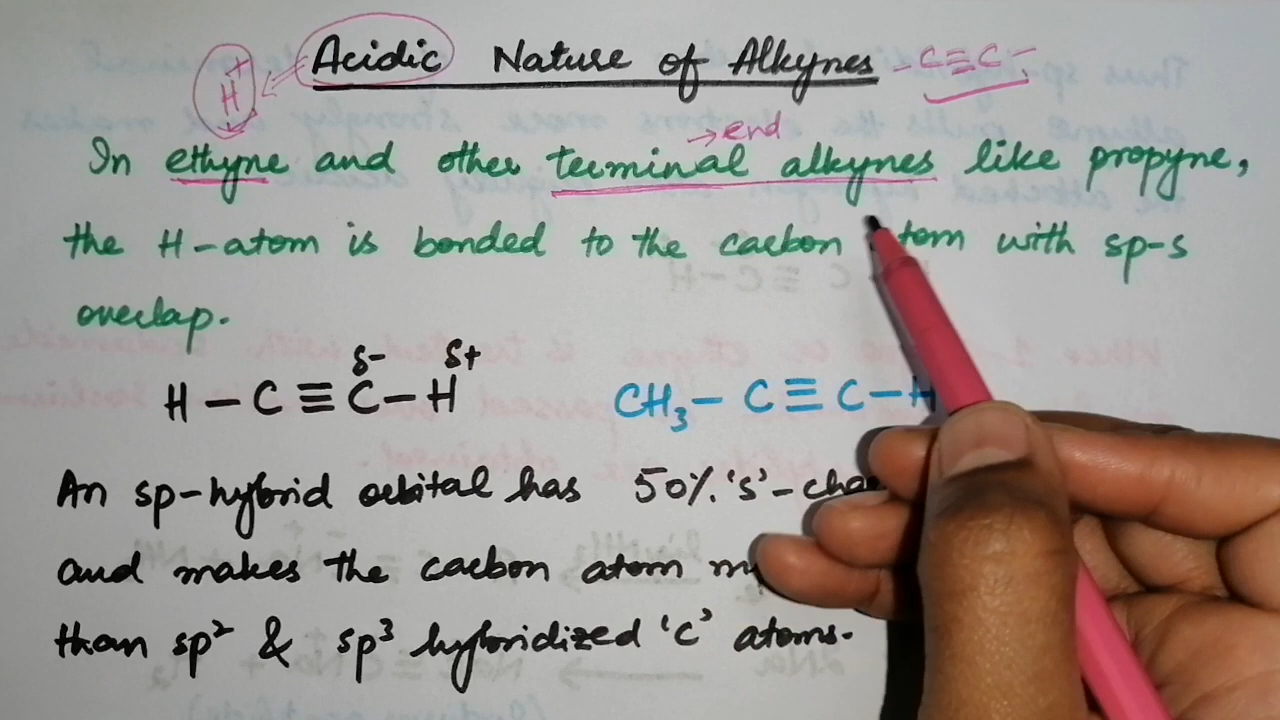 Acidic Nature of Alkynes -C≡C-
H⁺
→ end
In ethyne and other terminal alkynes like propyne,
the H-atom is bonded to the carbon atom with sp-s
overlap.
δ- δ+
H - C ≡ C - H CH₃ - C ≡ C - H
An sp-hybrid orbital has 50% 's' -cha
and makes the carbon atom m
than sp² & sp³ hybridized 'C' atoms.